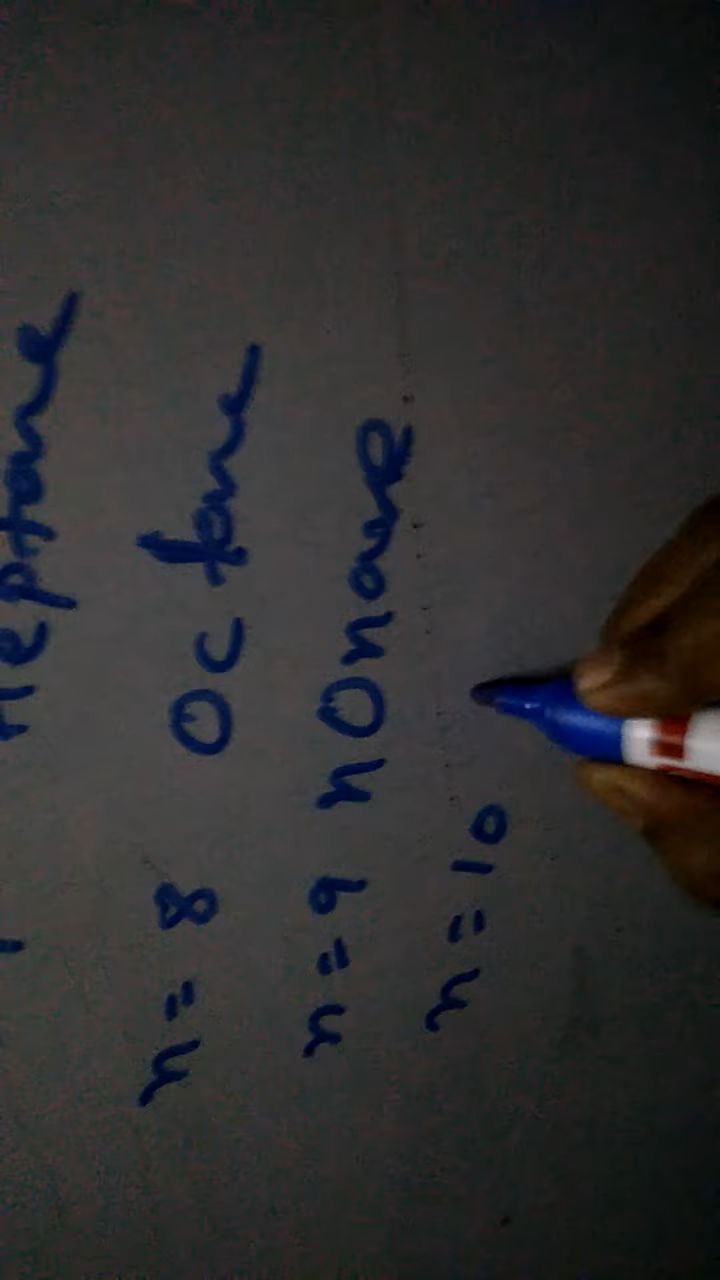 Heptane
n = 8 Octane
n = 9 nonane
n = 10